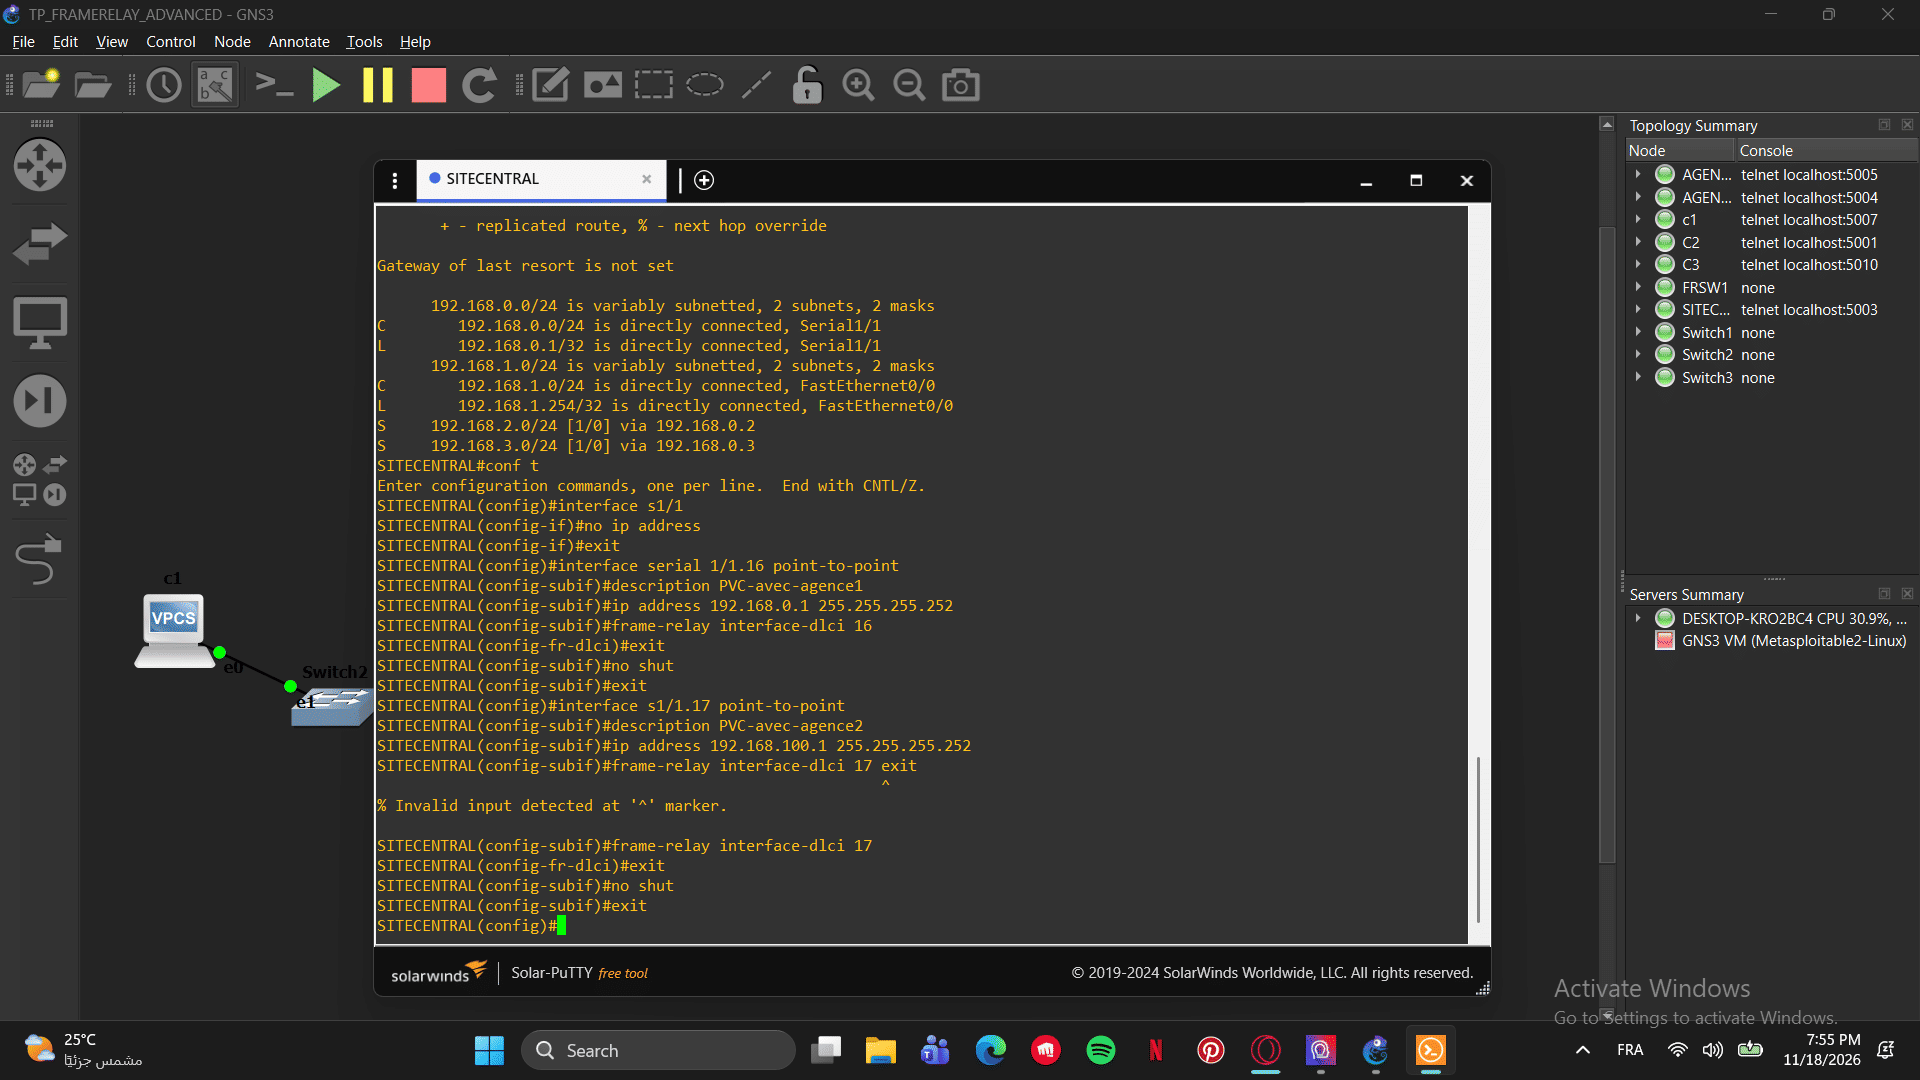 TP_FRAMERELAY_ADVANCED - GNS3
File Edit View Control Node Annotate Tools Help
c1
VPCS
e0
Switch2
e1
SITECENTRAL
+ - replicated route, % - next hop override
Gateway of last resort is not set
192.168.0.0/24 is variably subnetted, 2 subnets, 2 masks
C 192.168.0.0/24 is directly connected, Serial1/1
L 192.168.0.1/32 is directly connected, Serial1/1
192.168.1.0/24 is variably subnetted, 2 subnets, 2 masks
C 192.168.1.0/24 is directly connected, FastEthernet0/0
L 192.168.1.254/32 is directly connected, FastEthernet0/0
S 192.168.2.0/24 [1/0] via 192.168.0.2
S 192.168.3.0/24 [1/0] via 192.168.0.3
SITECENTRAL#conf t
Enter configuration commands, one per line.  End with CNTL/Z.
SITECENTRAL(config)#interface s1/1
SITECENTRAL(config-if)#no ip address
SITECENTRAL(config-if)#exit
SITECENTRAL(config)#interface serial 1/1.16 point-to-point
SITECENTRAL(config-subif)#description PVC-avec-agence1
SITECENTRAL(config-subif)#ip address 192.168.0.1 255.255.255.252
SITECENTRAL(config-subif)#frame-relay interface-dlci 16
SITECENTRAL(config-fr-dlci)#exit
SITECENTRAL(config-subif)#no shut
SITECENTRAL(config-subif)#exit
SITECENTRAL(config)#interface s1/1.17 point-to-point
SITECENTRAL(config-subif)#description PVC-avec-agence2
SITECENTRAL(config-subif)#ip address 192.168.100.1 255.255.255.252
SITECENTRAL(config-subif)#frame-relay interface-dlci 17 exit
^
% Invalid input detected at '^' marker.
SITECENTRAL(config-subif)#frame-relay interface-dlci 17
SITECENTRAL(config-fr-dlci)#exit
SITECENTRAL(config-subif)#no shut
SITECENTRAL(config-subif)#exit
SITECENTRAL(config)#
solarwinds Solar-PuTTY free tool © 2019-2024 SolarWinds Worldwide, LLC. All rights reserved.
Topology Summary
Node Console
AGEN... telnet localhost:5005
AGEN... telnet localhost:5004
c1 telnet localhost:5007
C2 telnet localhost:5001
C3 telnet localhost:5010
FRSW1 none
SITEC... telnet localhost:5003
Switch1 none
Switch2 none
Switch3 none
Servers Summary
DESKTOP-KRO2BC4 CPU 30.9%, ...
GNS3 VM (Metasploitable2-Linux)
Activate Windows
Go to Settings to activate Windows.
25°C
مشمس جزئيًا
Search
FRA
7:55 PM
11/18/2026